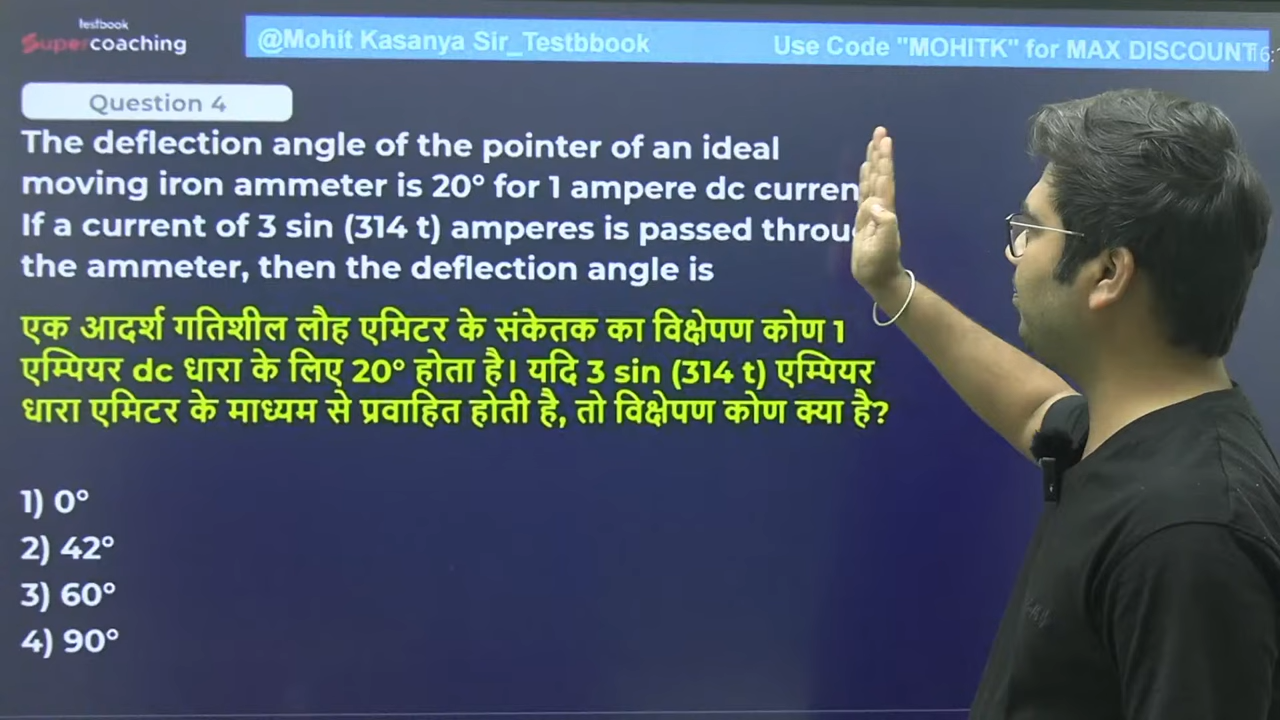 testbook
Supercoaching
@Mohit Kasanya Sir_Testbbook
Use Code "MOHITK" for MAX DISCOUNT
Question 4
The deflection angle of the pointer of an ideal
moving iron ammeter is 20° for 1 ampere dc curren
If a current of 3 sin (314 t) amperes is passed throu
the ammeter, then the deflection angle is
एक आदर्श गतिशील लौह एमिटर के संकेतक का विक्षेपण कोण 1
एम्पियर dc धारा के लिए 20° होता है। यदि 3 sin (314 t) एम्पियर
धारा एमिटर के माध्यम से प्रवाहित होती है, तो विक्षेपण कोण क्या है?
1) 0°
2) 42°
3) 60°
4) 90°